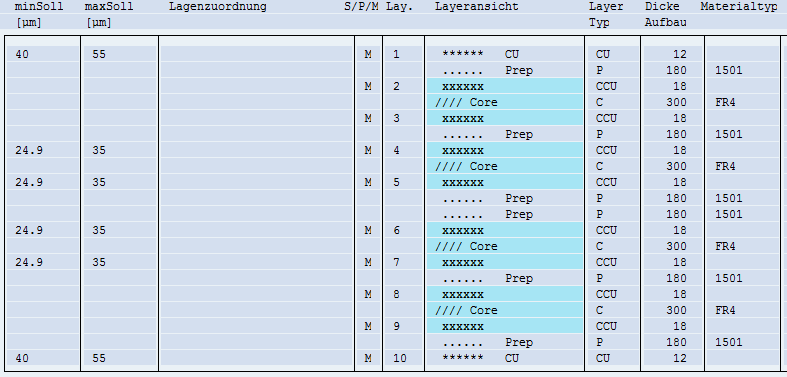 minSoll maxSoll Lagenzuordnung S/P/M Lay. Layeransicht Layer Dicke Materialtyp
[µm] [µm] Typ Aufbau
40 55 M 1 ****** CU CU 12
...... Prep P 180 1501
M 2 xxxxxx CCU 18
//// Core C 300 FR4
M 3 xxxxxx CCU 18
...... Prep P 180 1501
24.9 35 M 4 xxxxxx CCU 18
//// Core C 300 FR4
24.9 35 M 5 xxxxxx CCU 18
...... Prep P 180 1501
...... Prep P 180 1501
24.9 35 M 6 xxxxxx CCU 18
//// Core C 300 FR4
24.9 35 M 7 xxxxxx CCU 18
...... Prep P 180 1501
M 8 xxxxxx CCU 18
//// Core C 300 FR4
M 9 xxxxxx CCU 18
...... Prep P 180 1501
40 55 M 10 ****** CU CU 12